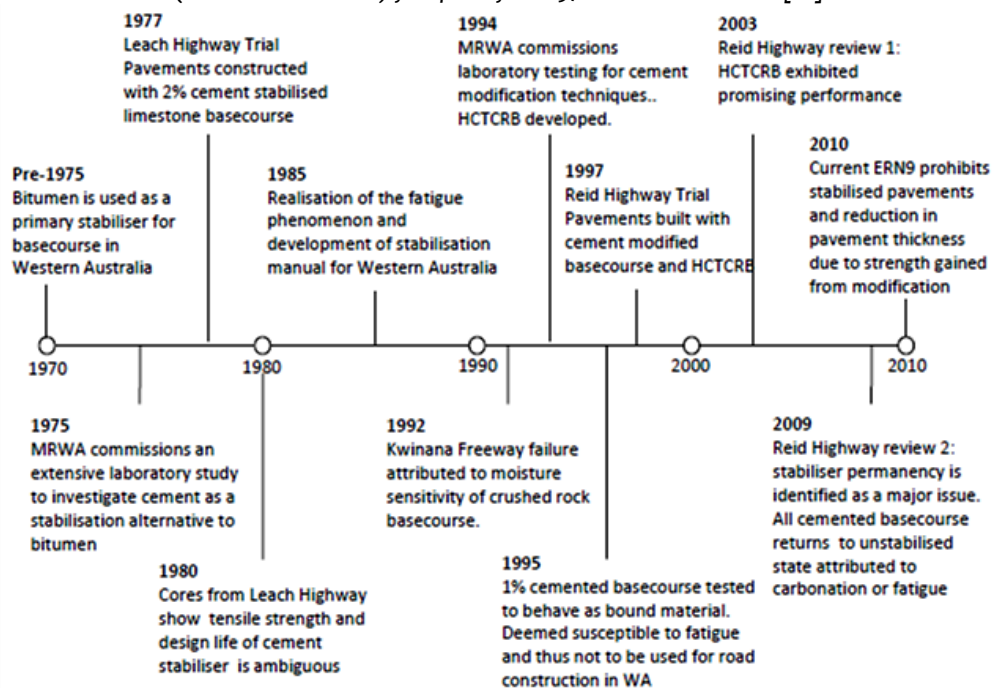 1977
Leach Highway Trial
Pavements constructed
with 2% cement stabilised
limestone basecourse
1994
MRWA commissions
laboratory testing for cement
modification techniques..
HCTCRB developed.
2003
Reid Highway review 1:
HCTCRB exhibited
promising performance
Pre-1975
Bitumen is used as a
primary stabiliser for
basecourse in
Western Australia
1985
Realisation of the fatigue
phenomenon and
development of stabilisation
manual for Western Australia
1997
Reid Highway Trial
Pavements built with
cement modified
basecourse and HCTCRB
2010
Current ERN9 prohibits
stabilised pavements
and reduction in
pavement thickness
due to strength gained
from modification
1970
1980
1990
2000
2010
1975
MRWA commissions an
extensive laboratory study
to investigate cement as a
stabilisation alternative to
bitumen
1980
Cores from Leach Highway
show tensile strength and
design life of cement
stabiliser is ambiguous
1992
Kwinana Freeway failure
attributed to moisture
sensitivity of crushed rock
basecourse.
1995
1% cemented basecourse tested
to behave as bound material.
Deemed susceptible to fatigue
and thus not to be used for road
construction in WA
2009
Reid Highway review 2:
stabiliser permanency is
identified as a major issue.
All cemented basecourse
returns to unstabilised
state attributed to
carbonation or fatigue